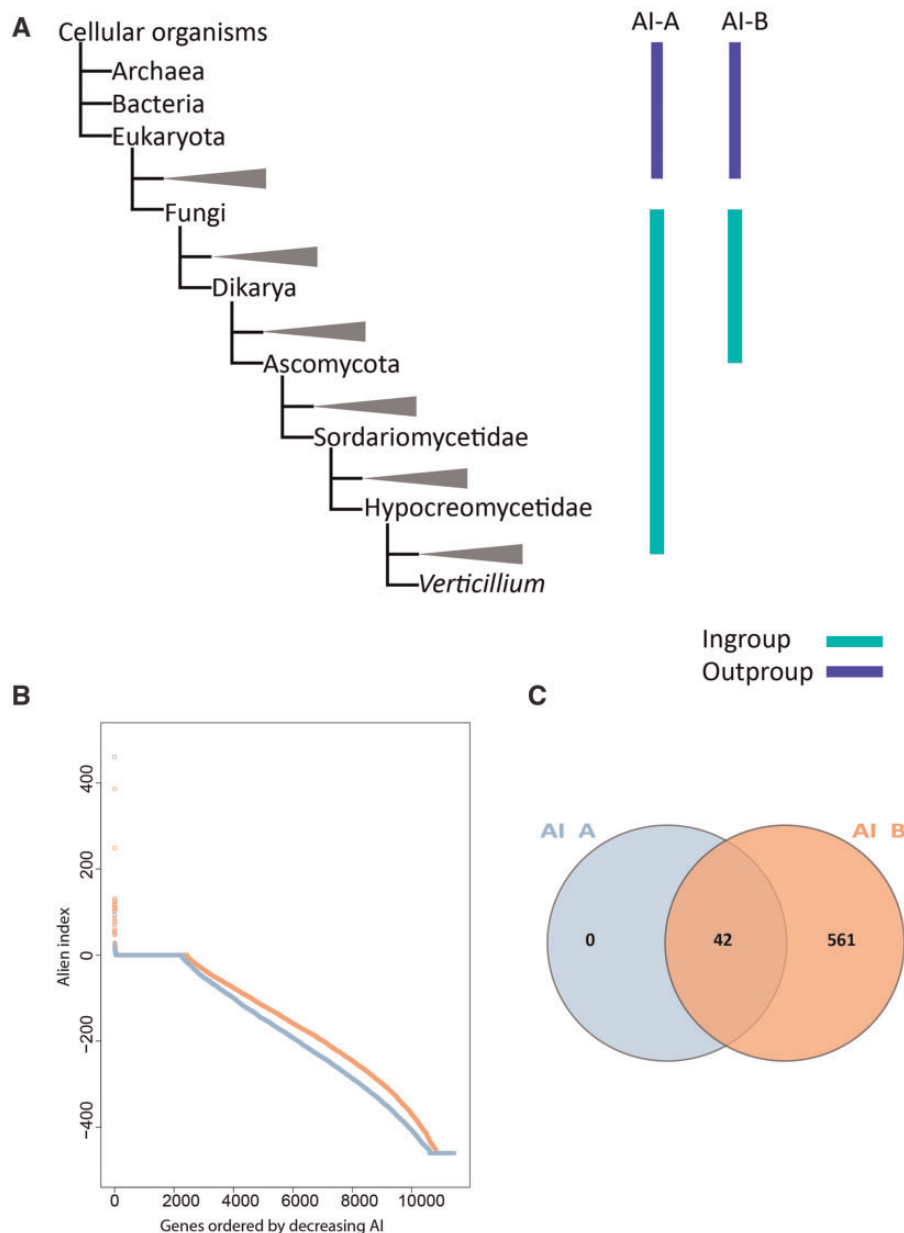 A
Cellular organisms
AI-A
AI-B
Archaea
Bacteria
Eukaryota
Fungi
Dikarya
Ascomycota
Sordariomycetidae
Hypocreomycetidae
Verticillium
Ingroup
Outproup
B
C
400
200
0
−200
−400
Alien index
0
2000
4000
6000
8000
10000
Genes ordered by decreasing AI
AI A
AI B
0
42
561